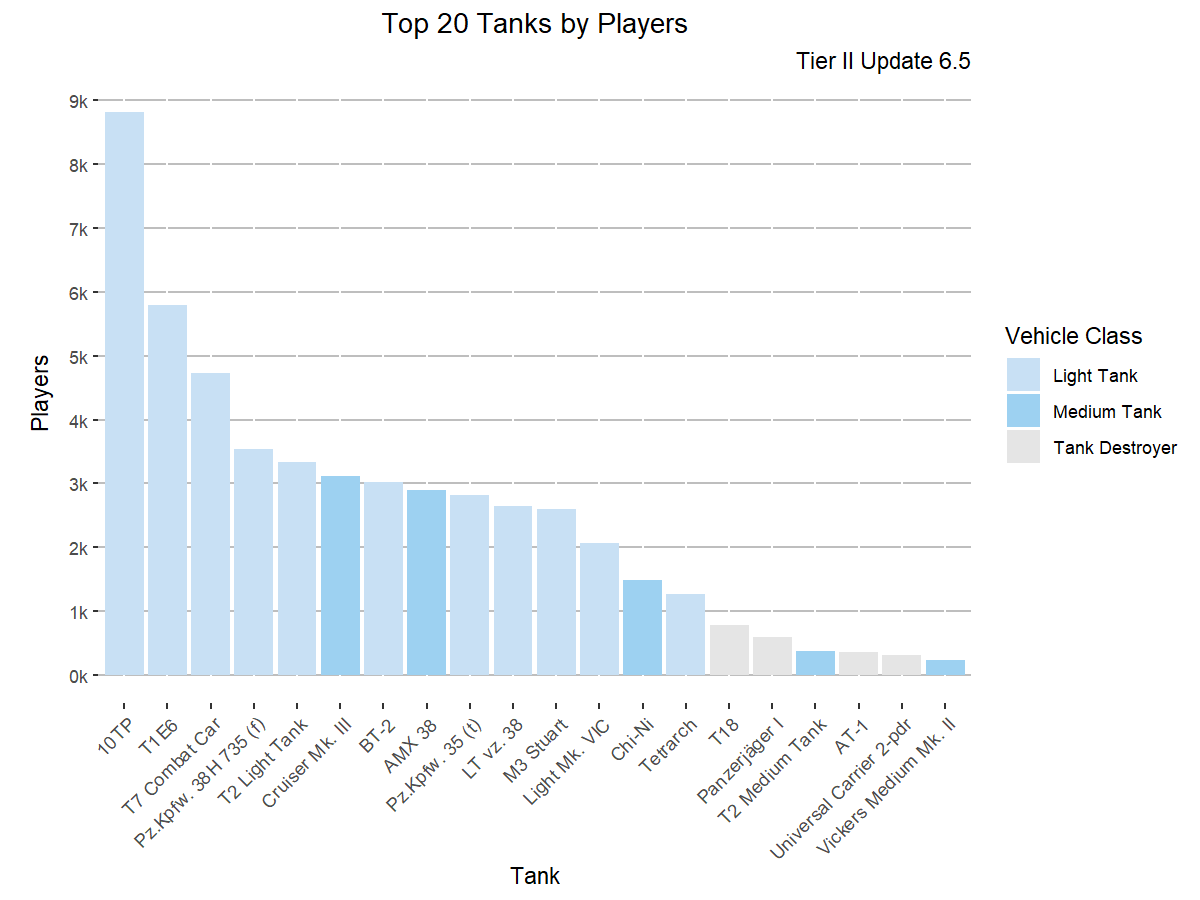 Top 20 Tanks by Players
Tier II Update 6.5
9k
8k
7k
6k
5k
4k
3k
2k
1k
0k
Players
10TP
T1E6
T7 Combat Car
Pz.Kpfw. 38H 735 (f)
T2 Light Tank
Cruiser Mk. III
BT-2
AMX 38
Pz.Kpfw. 35 (t)
LT vz. 38
M3 Stuart
Light Mk. VIC
Chi-Ni
Tetrarch
T18
Panzerjäger I
T2 Medium Tank
AT-1
Universal Carrier 2-pdr
Vickers Medium Mk. II
Tank
Vehicle Class
Light Tank
Medium Tank
Tank Destroyer